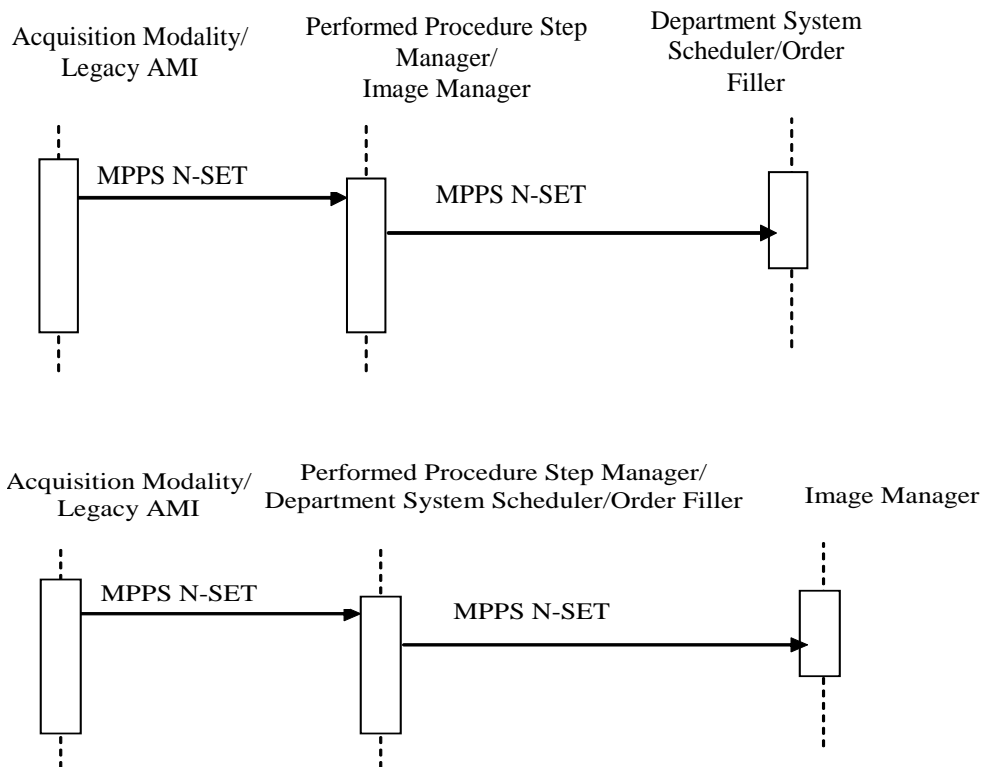 Acquisition Modality/
Legacy AMI
Performed Procedure Step
Manager/
Image Manager
Department System
Scheduler/Order
Filler
MPPS N-SET
MPPS N-SET
Acquisition Modality/
Legacy AMI
Performed Procedure Step Manager/
Department System Scheduler/Order Filler
Image Manager
MPPS N-SET
MPPS N-SET